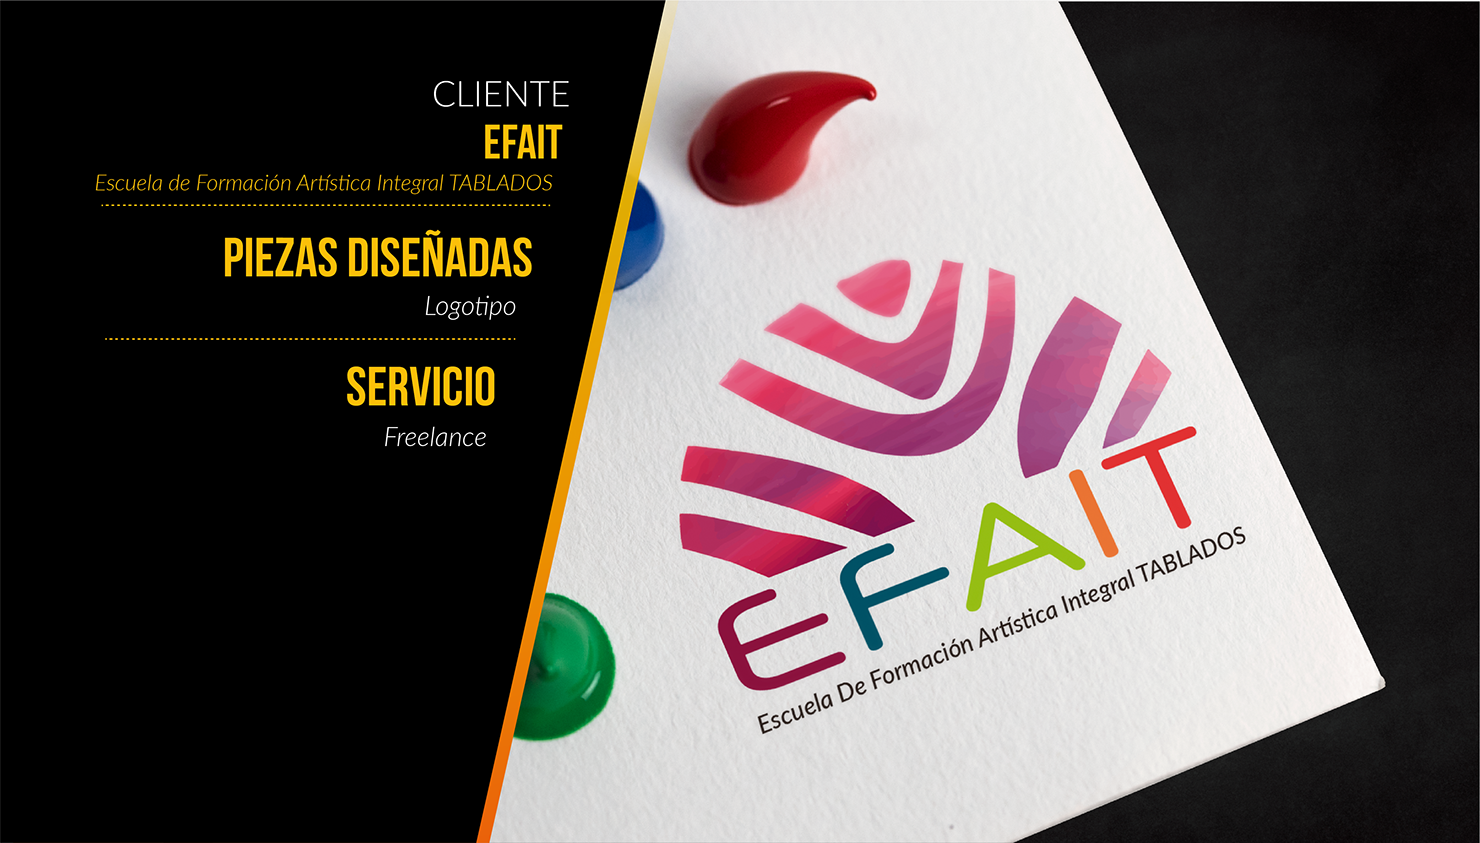 CLIENTE
EFAIT
Escuela de Formación Artística Integral TABLADOS
PIEZAS DISEÑADAS
Logotipo
SERVICIO
Freelance
EFAIT
Escuela De Formación Artística Integral TABLADOS